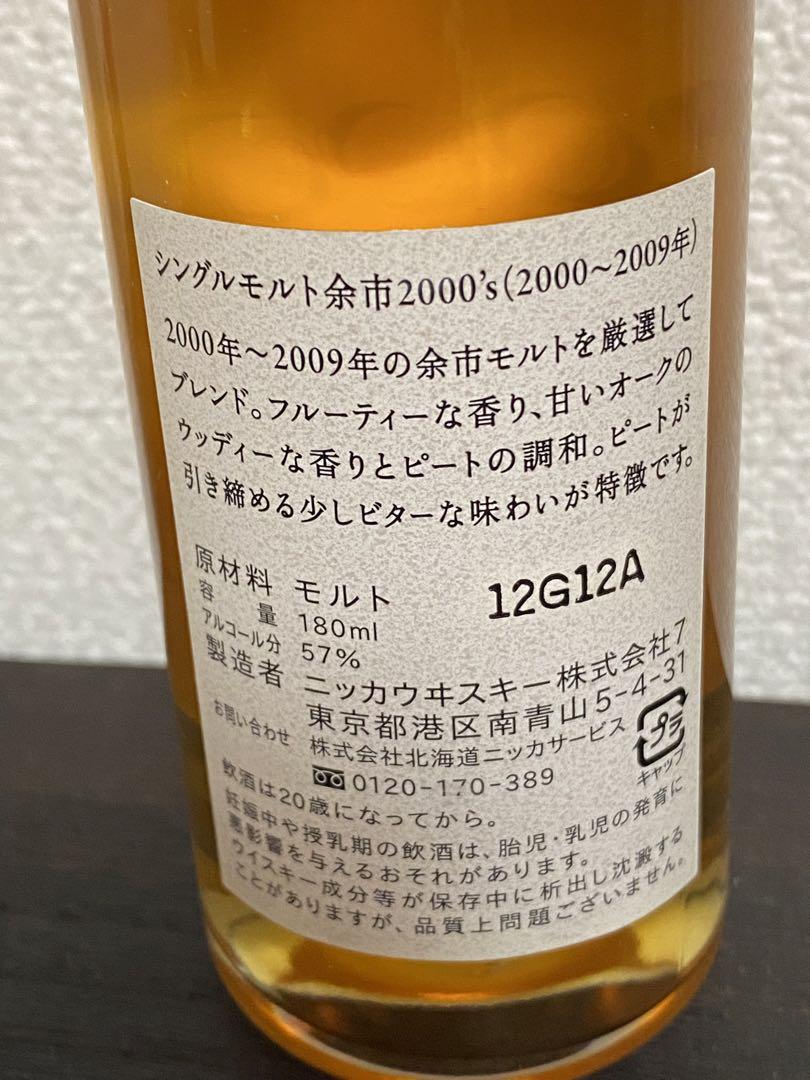 シングルモルト余市2000's(2000～2009年)
2000年～2009年の余市モルトを厳選して
ブレンド。フルーティーな香り、甘いオークの
ウッディーな香りとピートの調和。ピートが
引き締める少しビターな味わいが特徴です。
原材料 モルト
容量 180ml
アルコール分 57%
12G12A
製造者 ニッカウヰスキー株式会社7
東京都港区南青山5-4-31
お問い合わせ 株式会社北海道ニッカサービス
0120-170-389
プラ
キャップ
飲酒は20歳になってから。
妊娠中や授乳期の飲酒は、胎児・乳児の発育に
悪影響を与えるおそれがあります。
ウイスキー成分等が保存中に析出し沈澱する
ことがありますが、品質上問題ございません。